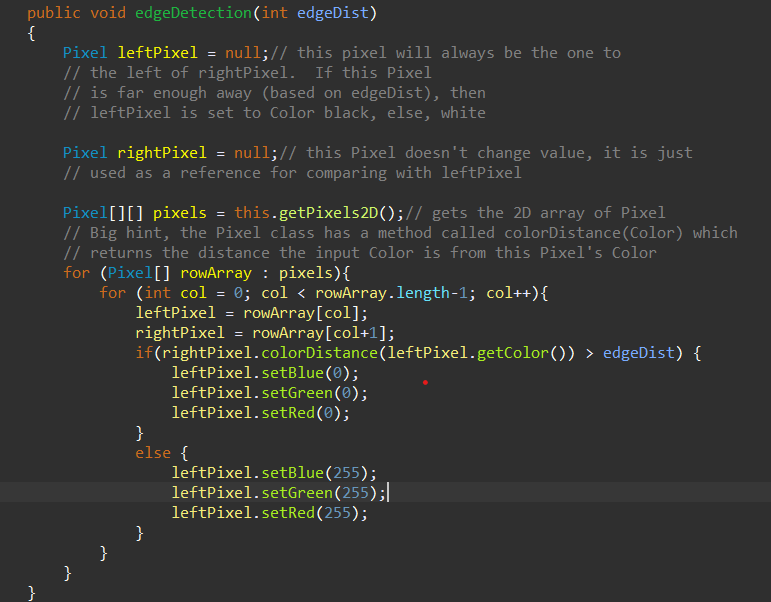 public void edgeDetection(int edgeDist)
{
    Pixel leftPixel = null;// this pixel will always be the one to
    // the left of rightPixel.  If this Pixel
    // is far enough away (based on edgeDist), then
    // leftPixel is set to Color black, else, white

    Pixel rightPixel = null;// this Pixel doesn't change value, it is just
    // used as a reference for comparing with leftPixel

    Pixel[][] pixels = this.getPixels2D();// gets the 2D array of Pixel
    // Big hint, the Pixel class has a method called colorDistance(Color) which
    // returns the distance the input Color is from this Pixel's Color
    for (Pixel[] rowArray : pixels){
        for (int col = 0; col < rowArray.length-1; col++){
            leftPixel = rowArray[col];
            rightPixel = rowArray[col+1];
            if(rightPixel.colorDistance(leftPixel.getColor()) > edgeDist) {
                leftPixel.setBlue(0);
                leftPixel.setGreen(0);
                leftPixel.setRed(0);
            }
            else {
                leftPixel.setBlue(255);
                leftPixel.setGreen(255);
                leftPixel.setRed(255);
            }
        }
    }
}